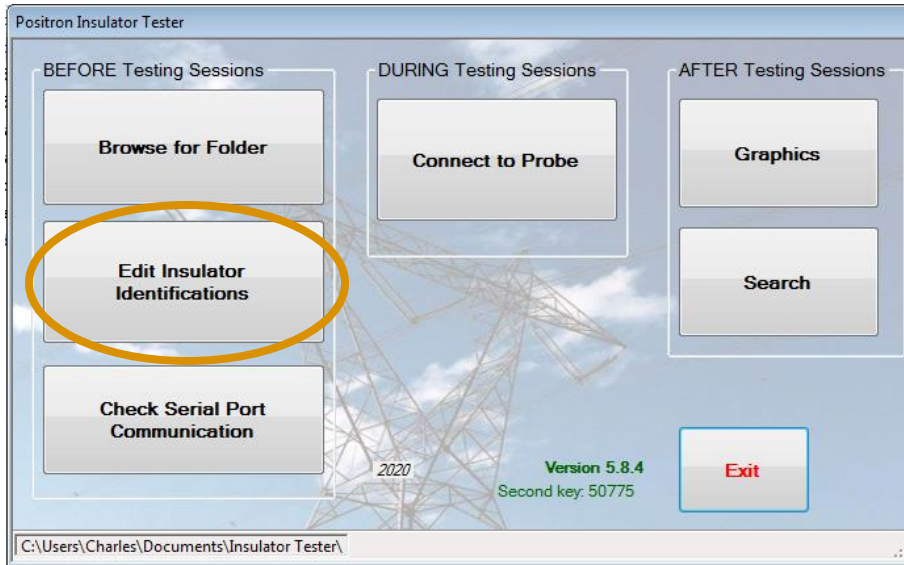 Positron Insulator Tester
BEFORE Testing Sessions
Browse for Folder
Edit Insulator
Identifications
Check Serial Port
Communication
DURING Testing Sessions
Connect to Probe
AFTER Testing Sessions
Graphics
Search
2020
Version 5.8.4
Second key: 50775
Exit
C:\Users\Charles\Documents\Insulator Tester\